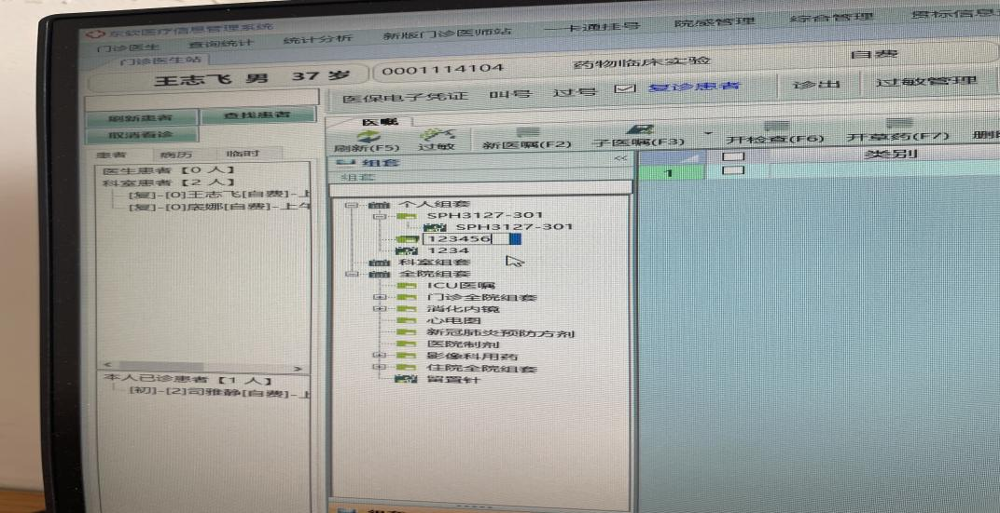 东软医疗信息管理系统
门诊医生 查询统计 统计分析 新版门诊医师站 一卡通挂号 院感管理 综合管理 贯标信息
门诊医生站
王志飞 男 37 岁 0001114104 药物临床实验 自费
医保电子凭证 叫号 过号 复诊患者 诊出 过敏管理
刷新患者 查找患者
取消看诊
医嘱
刷新(F5) 过敏 新医嘱(F2) 子医嘱(F3) 开检查(F6) 开草药(F7) 删
患者 病历 临时
医生患者【0 人】
科室患者【2 人】
[复]-[0]王志飞[自费]-上
[复]-[0]娜[自费]-上午
本人已诊患者【1 人】
[初]-[2]司雅静[自费]-上
组套 <<
组套
个人组套
SPH3127-301
SPH3127-301
123456
1234
科室组套
全院组套
ICU医嘱
门诊全院组套
消化内镜
心电图
新冠肺炎预防方剂
医院制剂
影像科用药
住院全院组套
留置针
类别
1